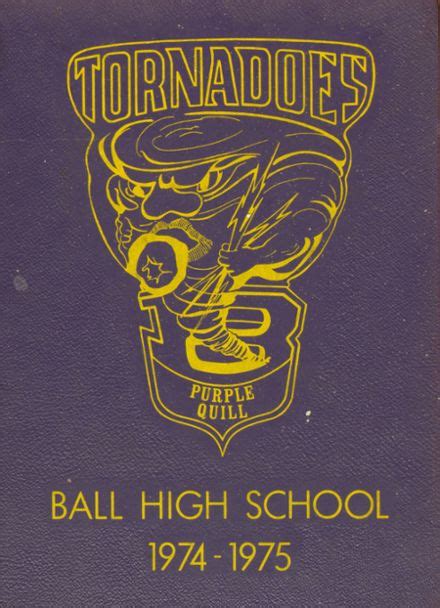 TORNADOES
PURPLE
QUILL
BALL HIGH SCHOOL
1974-1975